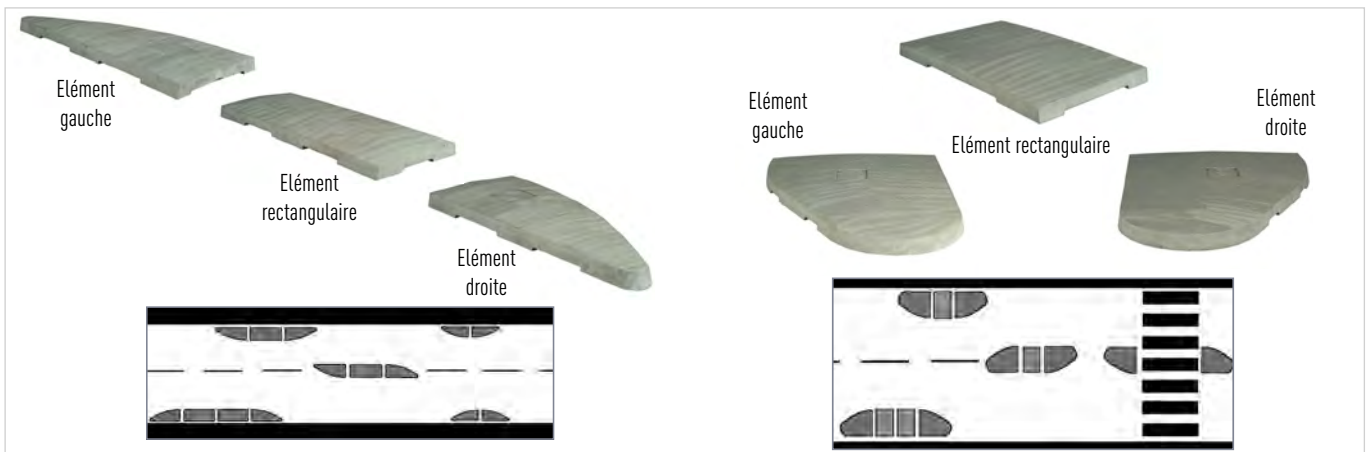 Elément
gauche
Elément
rectangulaire
Elément
droite
Elément
gauche
Elément rectangulaire
Elément
droite